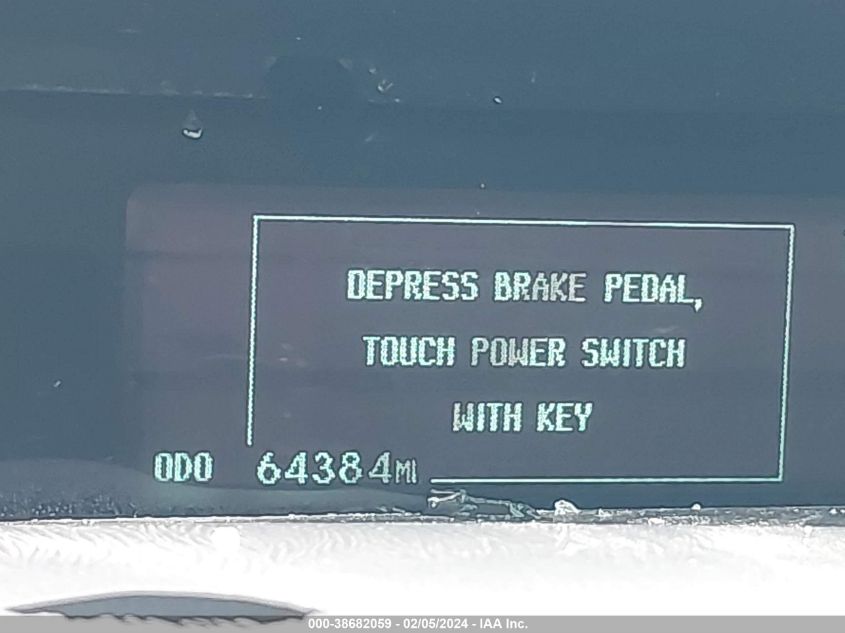 DEPRESS BRAKE PEDAL,
TOUCH POWER SWITCH
WITH KEY
ODO 64384MI
000-38682059 - 02/05/2024 - IAA Inc.